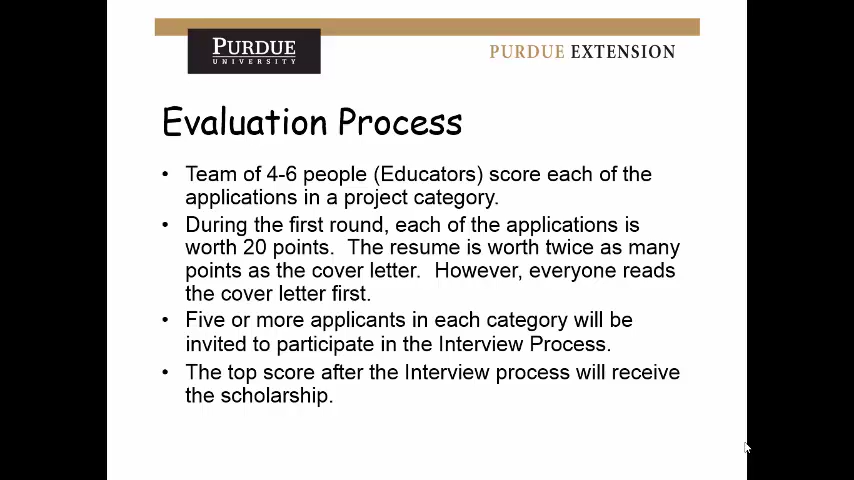 PURDUE
UNIVERSITY
PURDUE EXTENSION
Evaluation Process
• Team of 4-6 people (Educators) score each of the
applications in a project category.
• During the first round, each of the applications is
worth 20 points. The resume is worth twice as many
points as the cover letter. However, everyone reads
the cover letter first.
• Five or more applicants in each category will be
invited to participate in the Interview Process.
• The top score after the Interview process will receive
the scholarship.